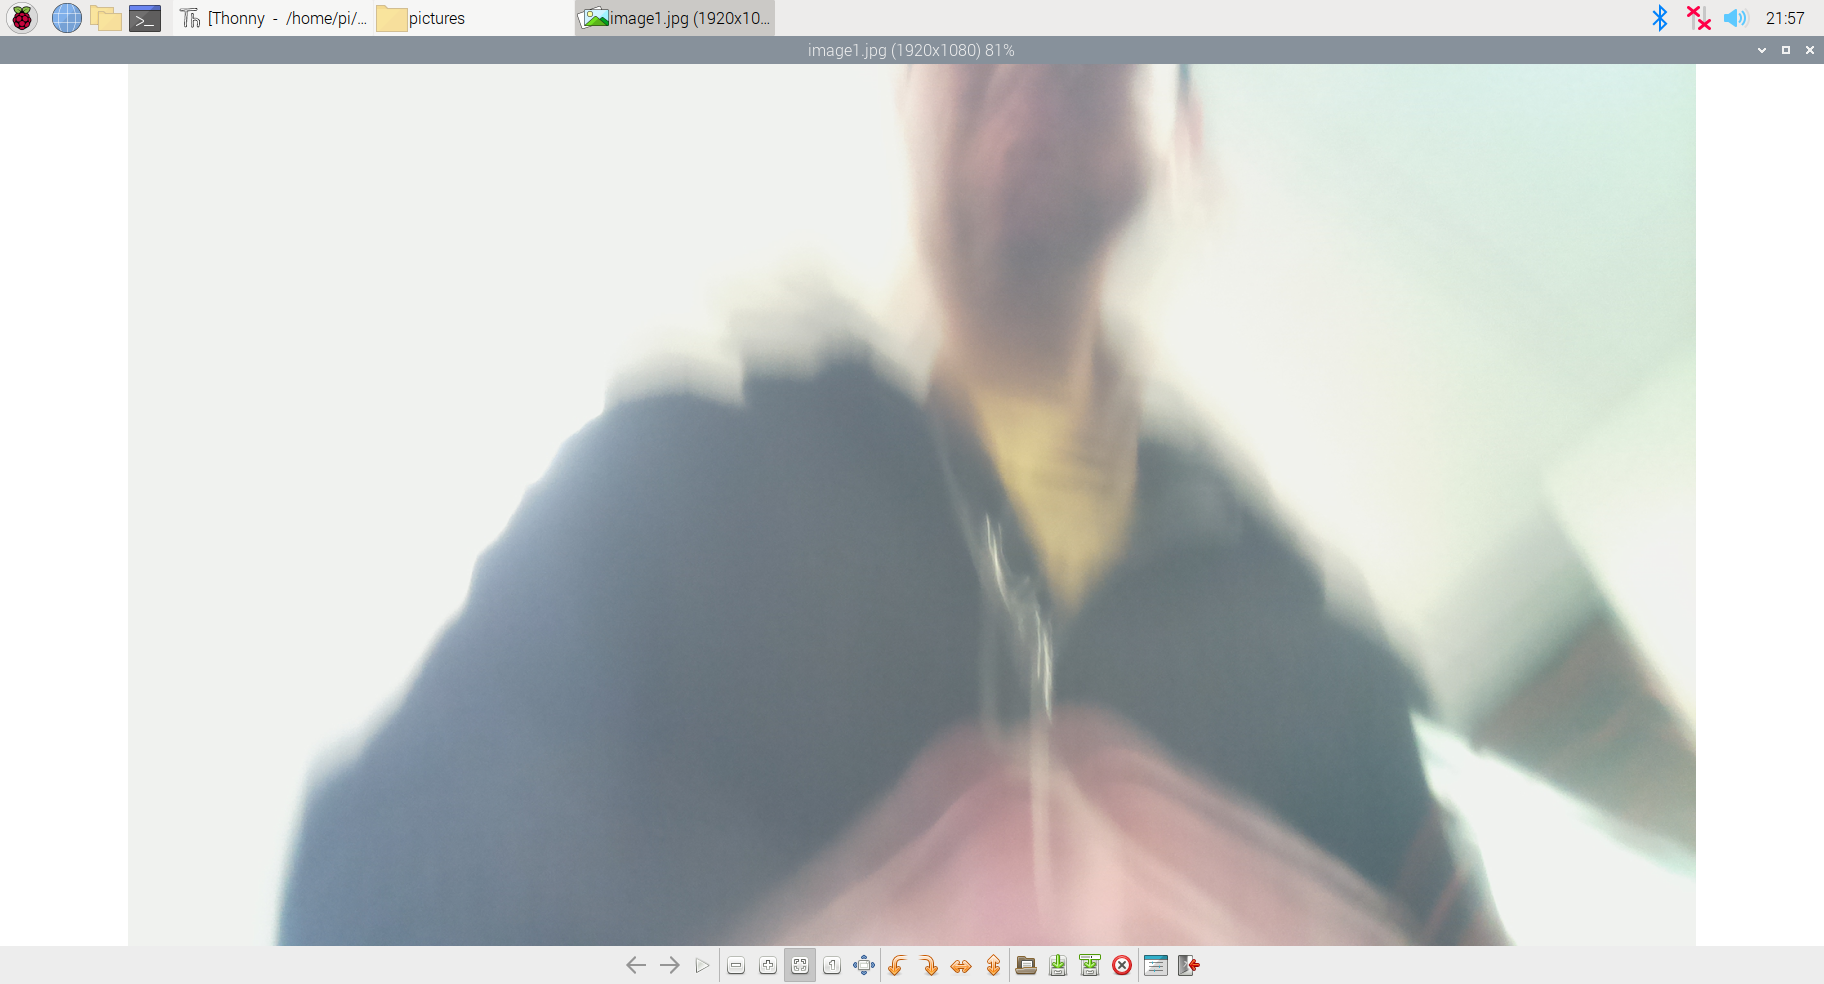 [Thonny - /home/pi/...
pictures
image1.jpg (1920x10...
21:57
image1.jpg (1920x1080) 81%